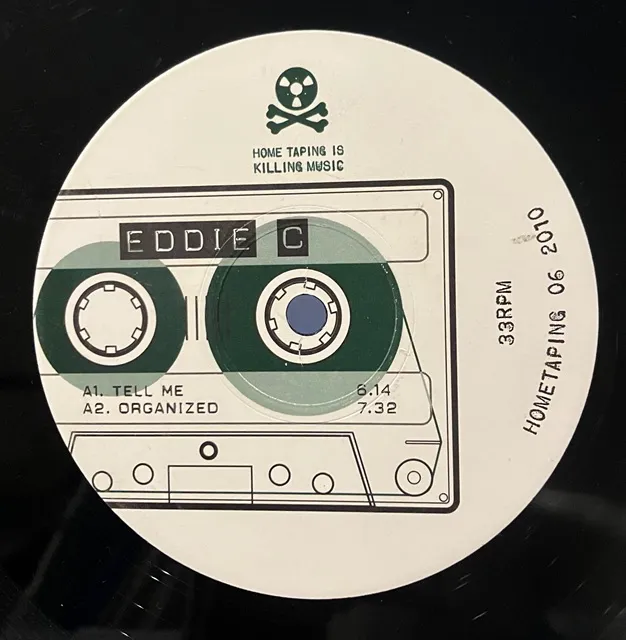 HOME TAPING IS
KILLING MUSIC
EDDIE C
A1. TELL ME 6.14
A2. ORGANIZED 7.32
33RPM
HOMETAPING 06 2010